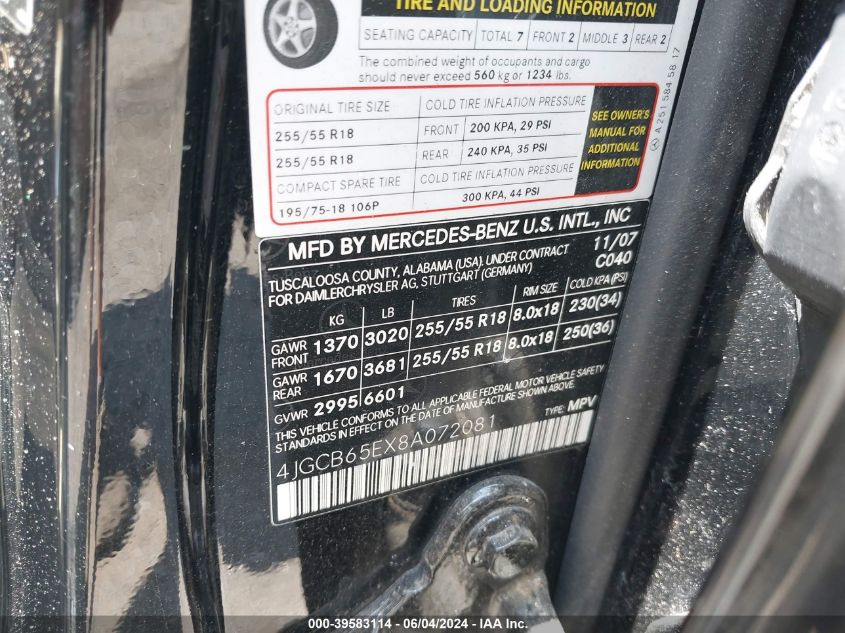 TIRE AND LOADING INFORMATION
SEATING CAPACITY TOTAL 7 FRONT 2 MIDDLE 3 REAR 2
The combined weight of occupants and cargo
should never exceed 560 kg or 1234 lbs.
ORIGINAL TIRE SIZE COLD TIRE INFLATION PRESSURE
255/55 R18 FRONT 200 KPA, 29 PSI
255/55 R18 REAR 240 KPA, 35 PSI
COMPACT SPARE TIRE COLD TIRE INFLATION PRESSURE
195/75-18 106P 300 KPA, 44 PSI
SEE OWNER'S
MANUAL FOR
ADDITIONAL
INFORMATION
A 251 584 58 17
MFD BY MERCEDES-BENZ U.S. INTL., INC 11/07
TUSCALOOSA COUNTY, ALABAMA (USA). UNDER CONTRACT C040
FOR DAIMLERCHRYSLER AG, STUTTGART (GERMANY)
KG LB TIRES RIM SIZE COLD KPA (PSI)
GAWR FRONT 1370 3020 255/55 R18 8.0x18 230(34)
GAWR REAR 1670 3681 255/55 R18 8.0x18 250(36)
GVWR 2995 6601
THIS VEHICLE CONFORMS TO ALL APPLICABLE FEDERAL MOTOR VEHICLE SAFETY
STANDARDS IN EFFECT ON THE DATE OF MANUFACTURE SHOWN ABOVE.
4JGCB65EX8A072081 TYPE: MPV
000-39583114 - 06/04/2024 - IAA Inc.